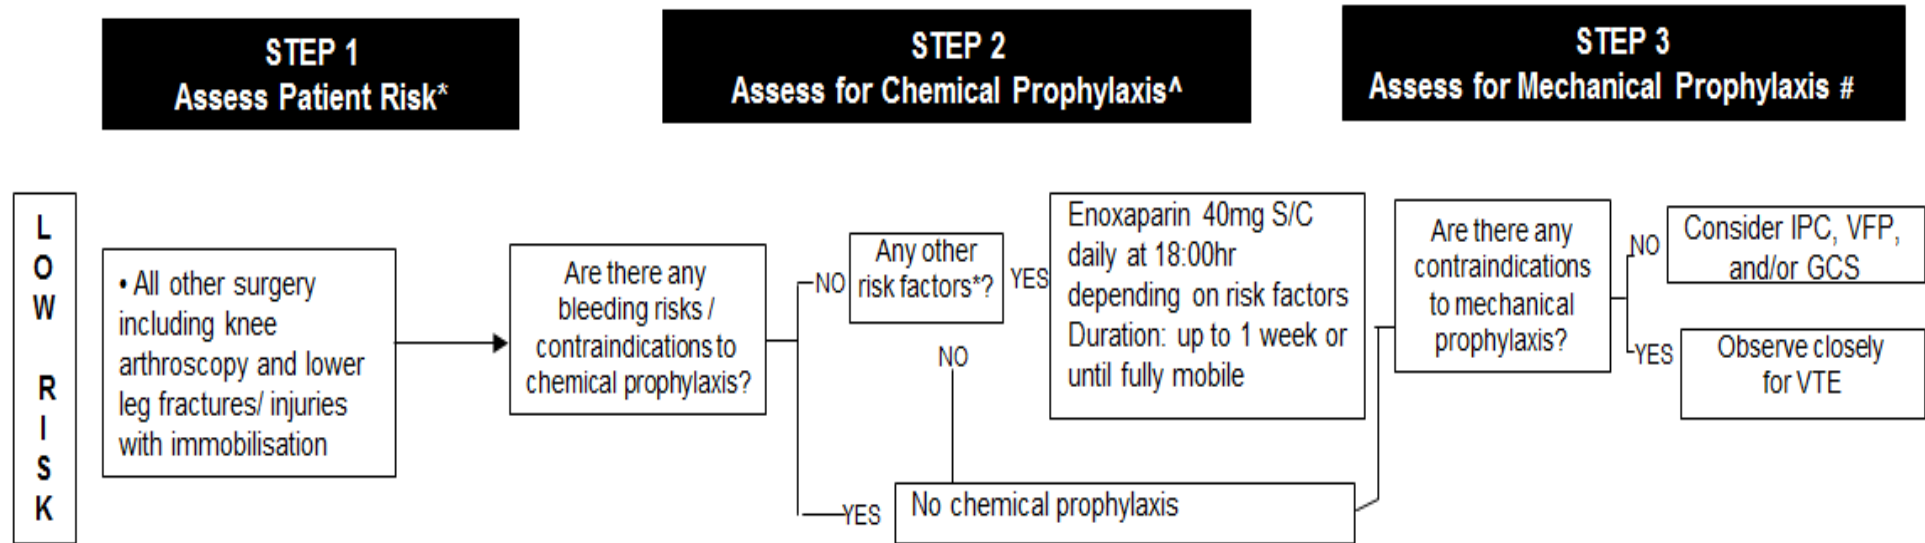 STEP 1
Assess Patient Risk*
STEP 2
Assess for Chemical Prophylaxis^
STEP 3
Assess for Mechanical Prophylaxis #
L
O
W
R
I
S
K
• All other surgery
including knee
arthroscopy and lower
leg fractures/ injuries
with immobilisation
Are there any
bleeding risks /
contraindications to
chemical prophylaxis?
NO
Any other
risk factors*?
YES
Enoxaparin 40mg S/C
daily at 18:00hr
depending on risk factors
Duration: up to 1 week or
until fully mobile
NO
YES
No chemical prophylaxis
Are there any
contraindications
to mechanical
prophylaxis?
NO
Consider IPC, VFP,
and/or GCS
YES
Observe closely
for VTE